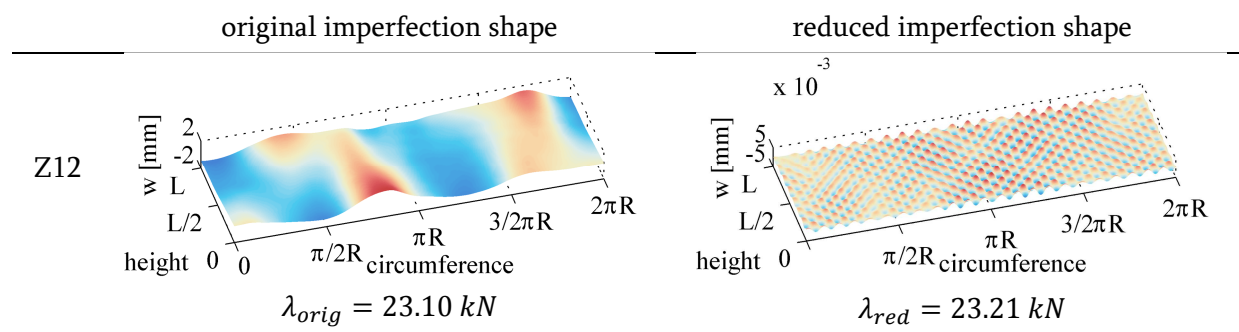 original imperfection shape
reduced imperfection shape
Z12
w [mm]
2
-2
L
L/2
0
height
0
π/2R
πR
3/2πR
2πR
circumference
λorig = 23.10 kN
x 10-3
w [mm]
5
-5
L
L/2
0
height
0
π/2R
πR
3/2πR
2πR
circumference
λred = 23.21 kN